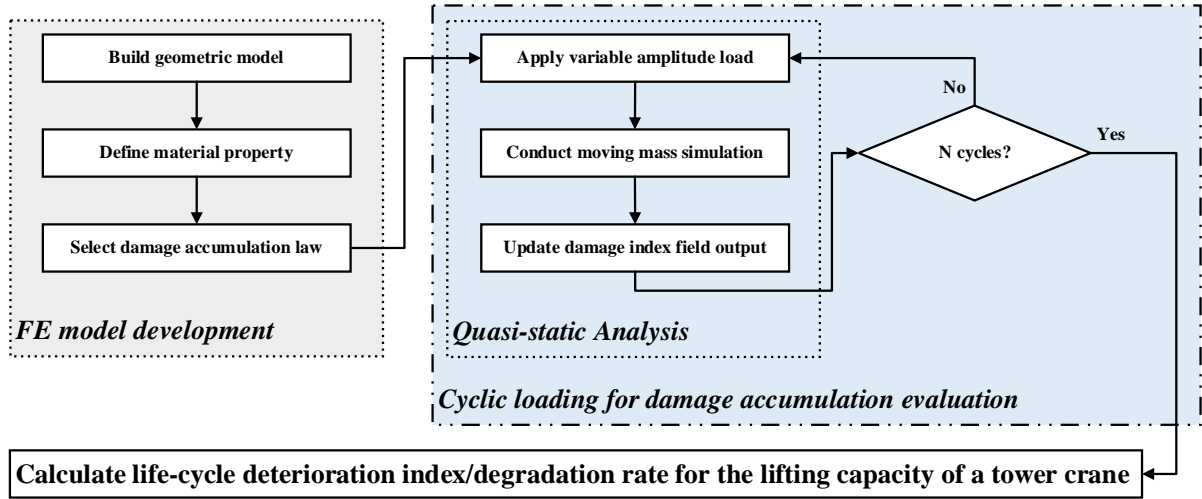 Build geometric model
Define material property
Select damage accumulation law
FE model development
Apply variable amplitude load
Conduct moving mass simulation
Update damage index field output
Quasi-static Analysis
N cycles?
No
Yes
Cyclic loading for damage accumulation evaluation
Calculate life-cycle deterioration index/degradation rate for the lifting capacity of a tower crane